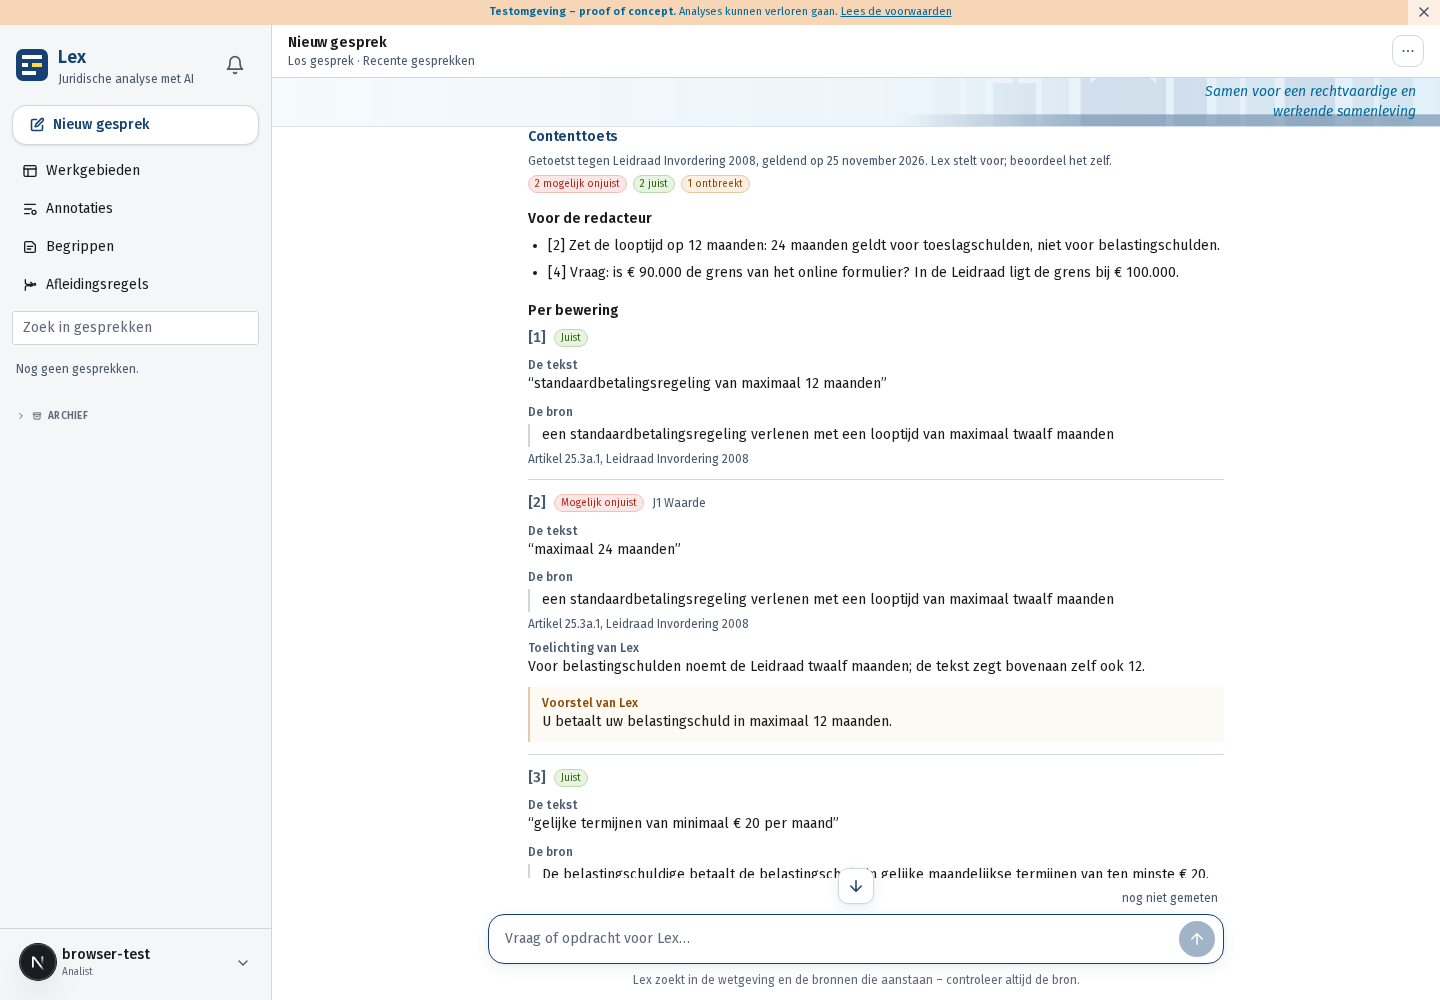 Testomgeving – proof of concept. Analyses kunnen verloren gaan. Lees de voorwaarden
Lex
Juridische analyse met AI
Nieuw gesprek
Werkgebieden
Annotaties
Begrippen
Afleidingsregels
Zoek in gesprekken
Nog geen gesprekken.
ARCHIEF
N
browser-test
Analist
Nieuw gesprek
Los gesprek · Recente gesprekken
Samen voor een rechtvaardige en
werkende samenleving
Contenttoets
Getoetst tegen Leidraad Invordering 2008, geldend op 25 november 2026. Lex stelt voor; beoordeel het zelf.
2 mogelijk onjuist 2 juist 1 ontbreekt
Voor de redacteur
• [2] Zet de looptijd op 12 maanden: 24 maanden geldt voor toeslagschulden, niet voor belastingschulden.
• [4] Vraag: is € 90.000 de grens van het online formulier? In de Leidraad ligt de grens bij € 100.000.
Per bewering
[1] Juist
De tekst
“standaardbetalingsregeling van maximaal 12 maanden”
De bron
een standaardbetalingsregeling verlenen met een looptijd van maximaal twaalf maanden
Artikel 25.3a.1, Leidraad Invordering 2008
[2] Mogelijk onjuist J1 Waarde
De tekst
“maximaal 24 maanden”
De bron
een standaardbetalingsregeling verlenen met een looptijd van maximaal twaalf maanden
Artikel 25.3a.1, Leidraad Invordering 2008
Toelichting van Lex
Voor belastingschulden noemt de Leidraad twaalf maanden; de tekst zegt bovenaan zelf ook 12.
Voorstel van Lex
U betaalt uw belastingschuld in maximaal 12 maanden.
[3] Juist
De tekst
“gelijke termijnen van minimaal € 20 per maand”
De bron
De belastingschuldige betaalt de gelijke maandelijkse termijnen van ten minste € 20.
nog niet gemeten
Vraag of opdracht voor Lex…
Lex zoekt in de wetgeving en de bronnen die aanstaan – controleer altijd de bron.